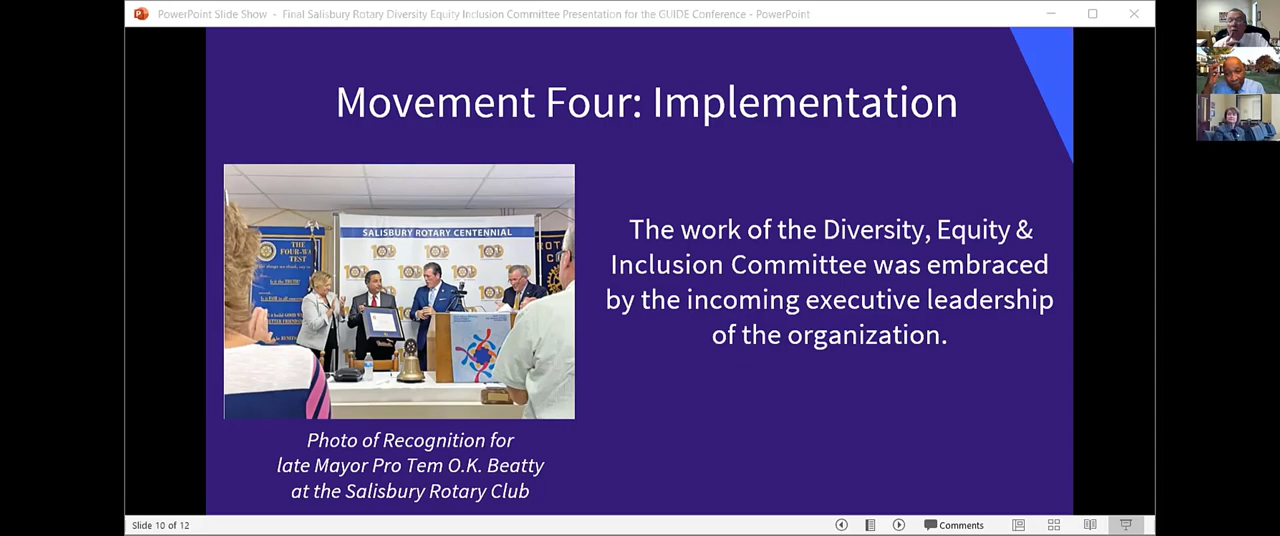 PowerPoint Slide Show - Final Salisbury Rotary Diversity Equity Inclusion Committee Presentation for the GUIDE Conference - PowerPoint
Movement Four: Implementation
SALISBURY ROTARY CENTENNIAL
THE
FOUR-WA
TEST
The work of the Diversity, Equity &
Inclusion Committee was embraced
by the incoming executive leadership
of the organization.
Photo of Recognition for
late Mayor Pro Tem O.K. Beatty
at the Salisbury Rotary Club
Slide 10 of 12
Comments